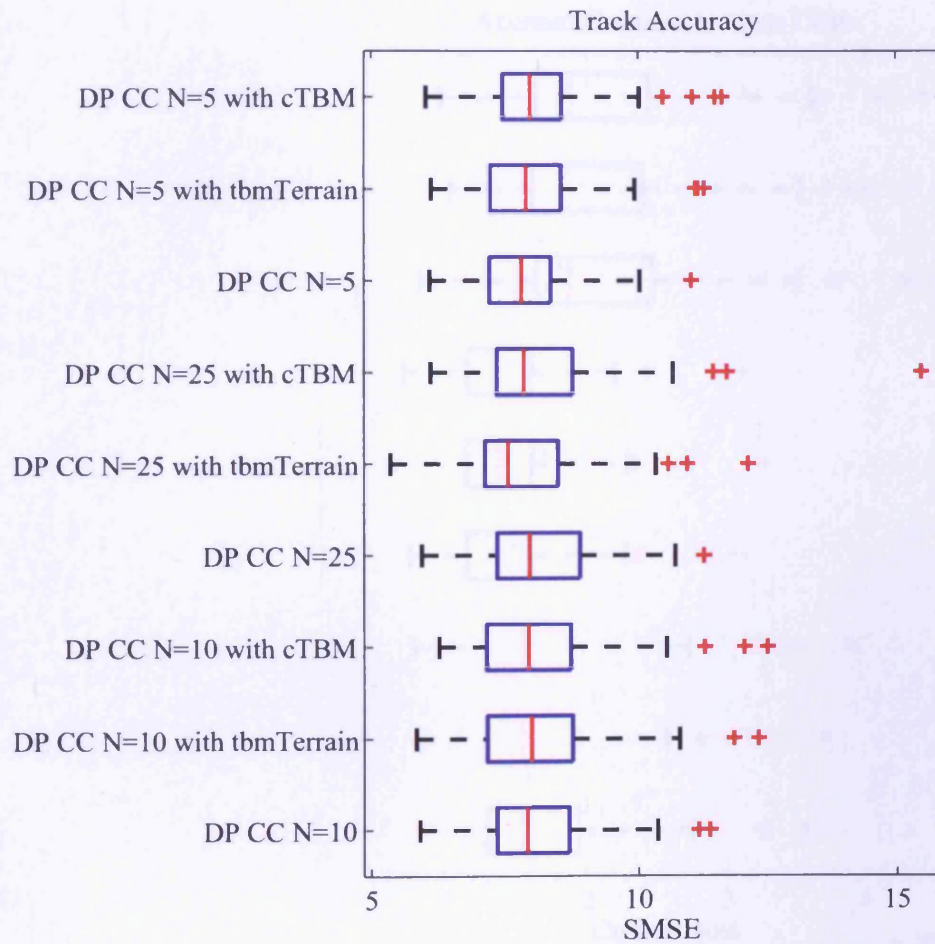 Track Accuracy
DP CC N=5 with cTBM
DP CC N=5 with tbmTerrain
DP CC N=5
DP CC N=25 with cTBM
DP CC N=25 with tbmTerrain
DP CC N=25
DP CC N=10 with cTBM
DP CC N=10 with tbmTerrain
DP CC N=10
5 10 15
SMSE